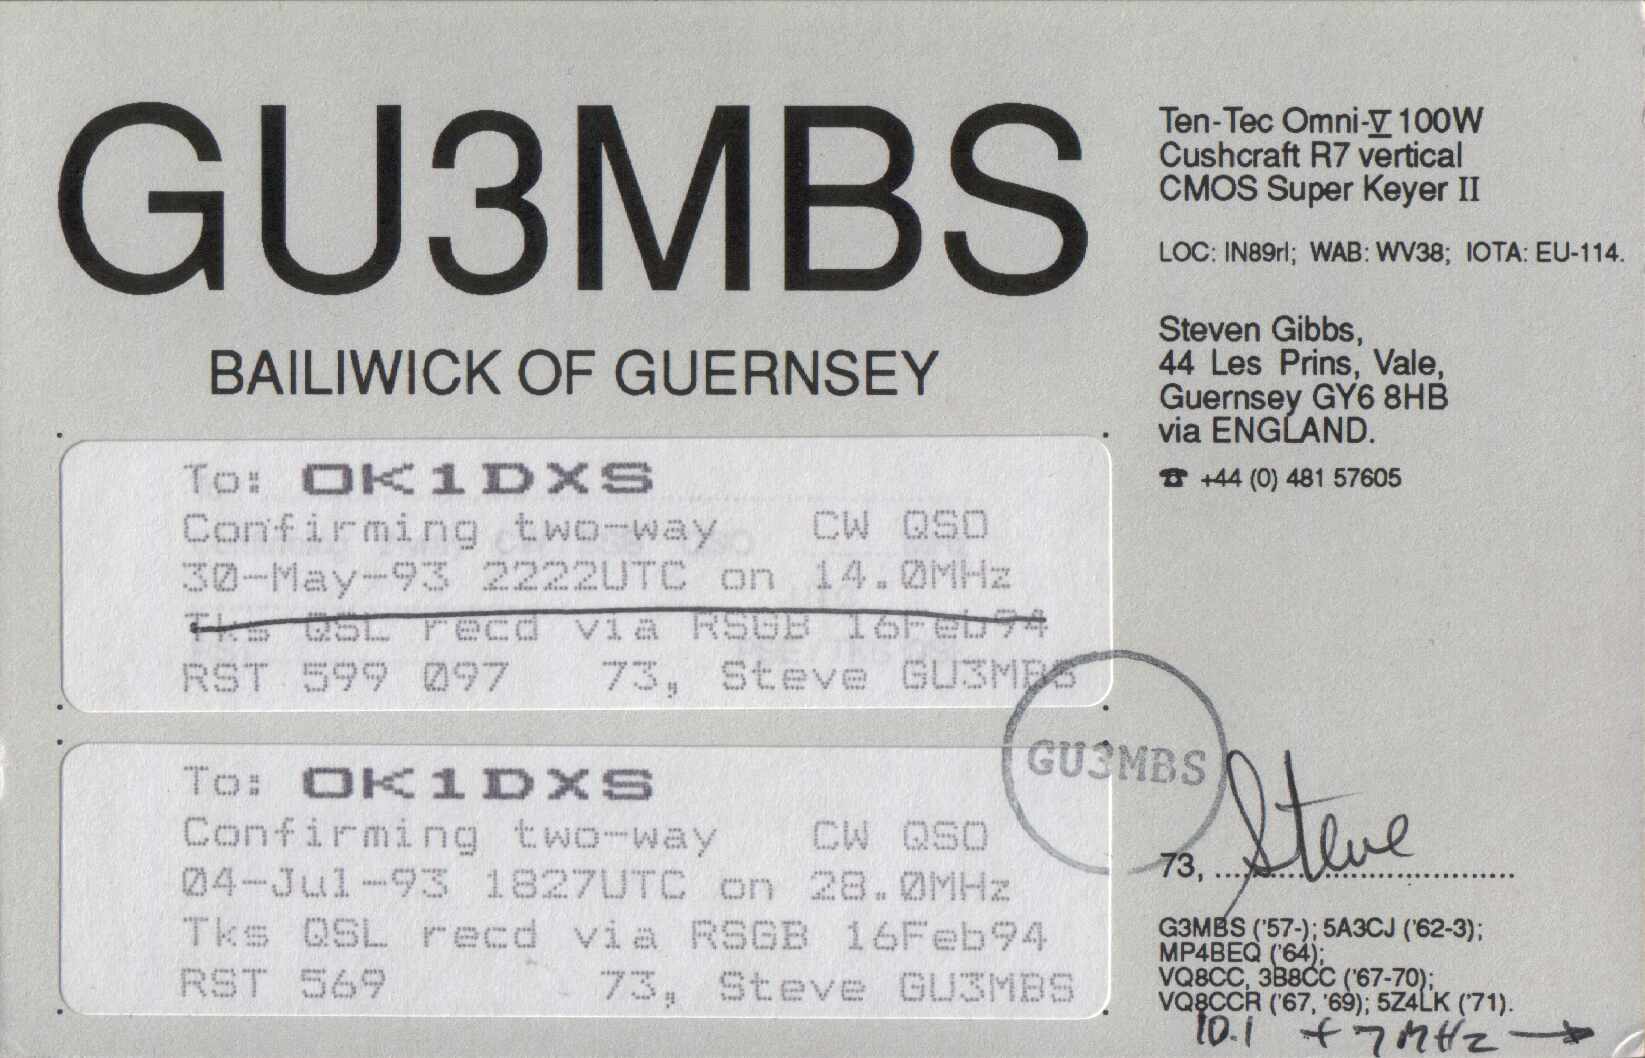 GU3MBS
BAILIWICK OF GUERNSEY
To: OK1DXS
Confirming two-way CW QSO
30-May-93 2222UTC on 14.0MHz
Tks QSL recd via RSGB 16Feb94
RST 599 097 73, Steve GU3MBS
To: OK1DXS
Confirming two-way CW QSO
04-Jul-93 1827UTC on 28.0MHz
Tks QSL recd via RSGB 16Feb94
RST 569 73, Steve GU3MBS
GU3MBS
Ten-Tec Omni-V 100W
Cushcraft R7 vertical
CMOS Super Keyer II
LOC: IN89rl; WAB: WV38; IOTA: EU-114.
Steven Gibbs,
44 Les Prins, Vale,
Guernsey GY6 8HB
via ENGLAND.
☎ +44 (0) 481 57605
73, Steve
G3MBS ('57-); 5A3CJ ('62-3);
MP4BEQ ('64);
VQ8CC, 3B8CC ('67-70);
VQ8CCR ('67, '69); 5Z4LK ('71).
10.1 + 7 MHz →